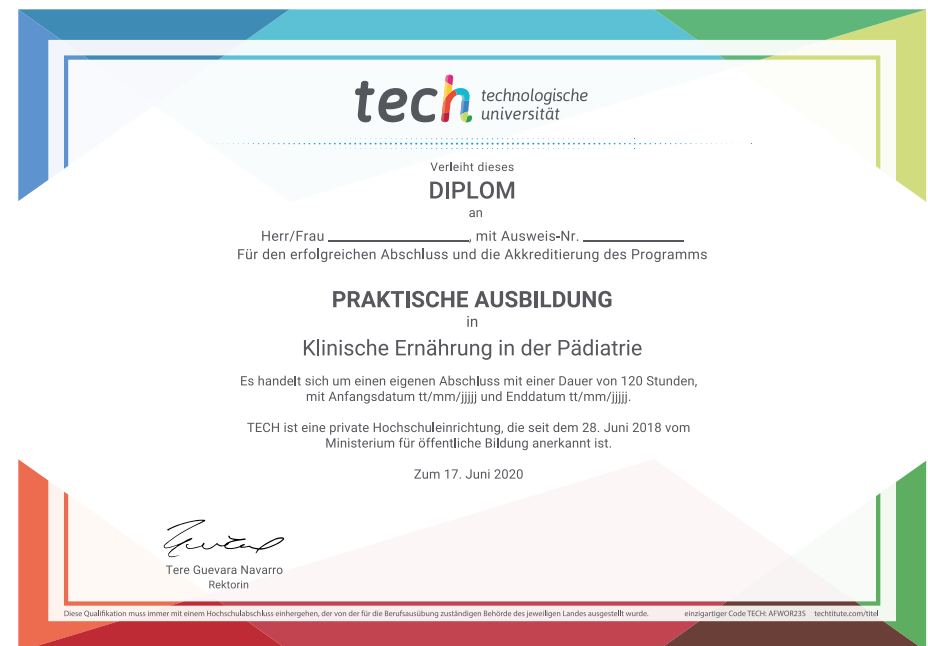 tech technologische
universität
Verleiht dieses
DIPLOM
an
Herr/Frau ____________________, mit Ausweis-Nr. ______________
Für den erfolgreichen Abschluss und die Akkreditierung des Programms
PRAKTISCHE AUSBILDUNG
in
Klinische Ernährung in der Pädiatrie
Es handelt sich um einen eigenen Abschluss mit einer Dauer von 120 Stunden,
mit Anfangsdatum tt/mm/jjjjj und Enddatum tt/mm/jjjjj.
TECH ist eine private Hochschuleinrichtung, die seit dem 28. Juni 2018 vom
Ministerium für öffentliche Bildung anerkannt ist.
Zum 17. Juni 2020
Tere Guevara Navarro
Rektorin
Diese Qualifikation muss immer mit einem Hochschulabschluss einhergehen, der von der für die Berufsausübung zuständigen Behörde des jeweiligen Landes ausgestellt wurde. einzigartiger Code TECH: AFWOR23S techtitute.com/titel